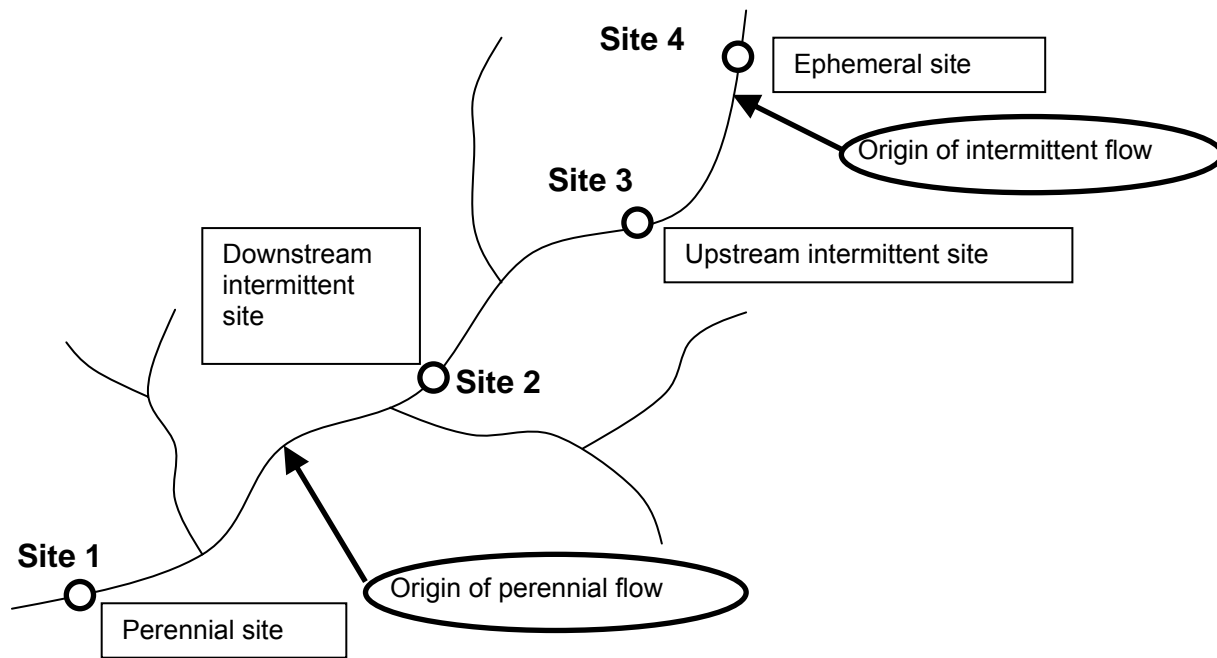 Site 4
Ephemeral site
Origin of intermittent flow
Site 3
Upstream intermittent site
Downstream
intermittent
site
Site 2
Site 1
Origin of perennial flow
Perennial site